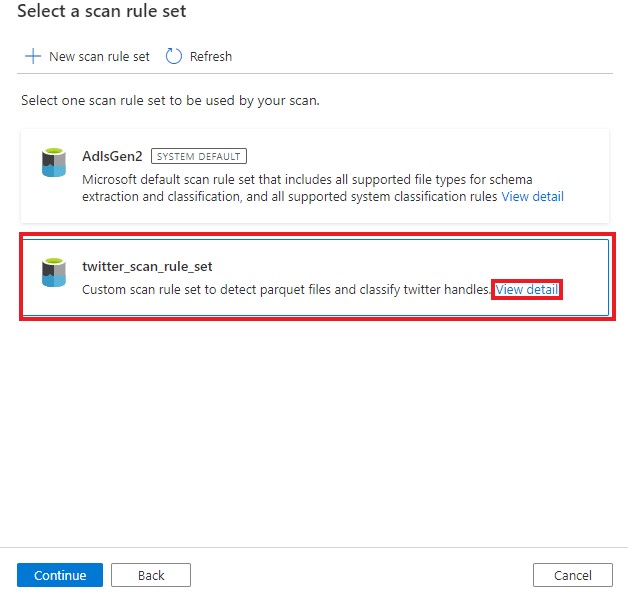 Select a scan rule set
New scan rule set Refresh
Select one scan rule set to be used by your scan.
AdlsGen2 SYSTEM DEFAULT
Microsoft default scan rule set that includes all supported file types for schema
extraction and classification, and all supported system classification rules View detail
twitter_scan_rule_set
Custom scan rule set to detect parquet files and classify twitter handles. View detail
Continue Back Cancel